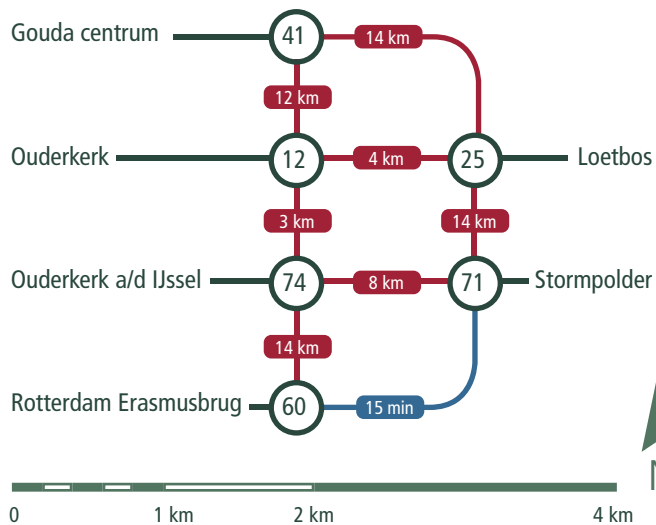 Gouda centrum
41
14 km
12 km
Ouderkerk
12
4 km
25
Loetbos
3 km
14 km
Ouderkerk a/d IJssel
74
8 km
71
Stormpolder
14 km
Rotterdam Erasmusbrug
60
15 min
0 1 km 2 km 4 km